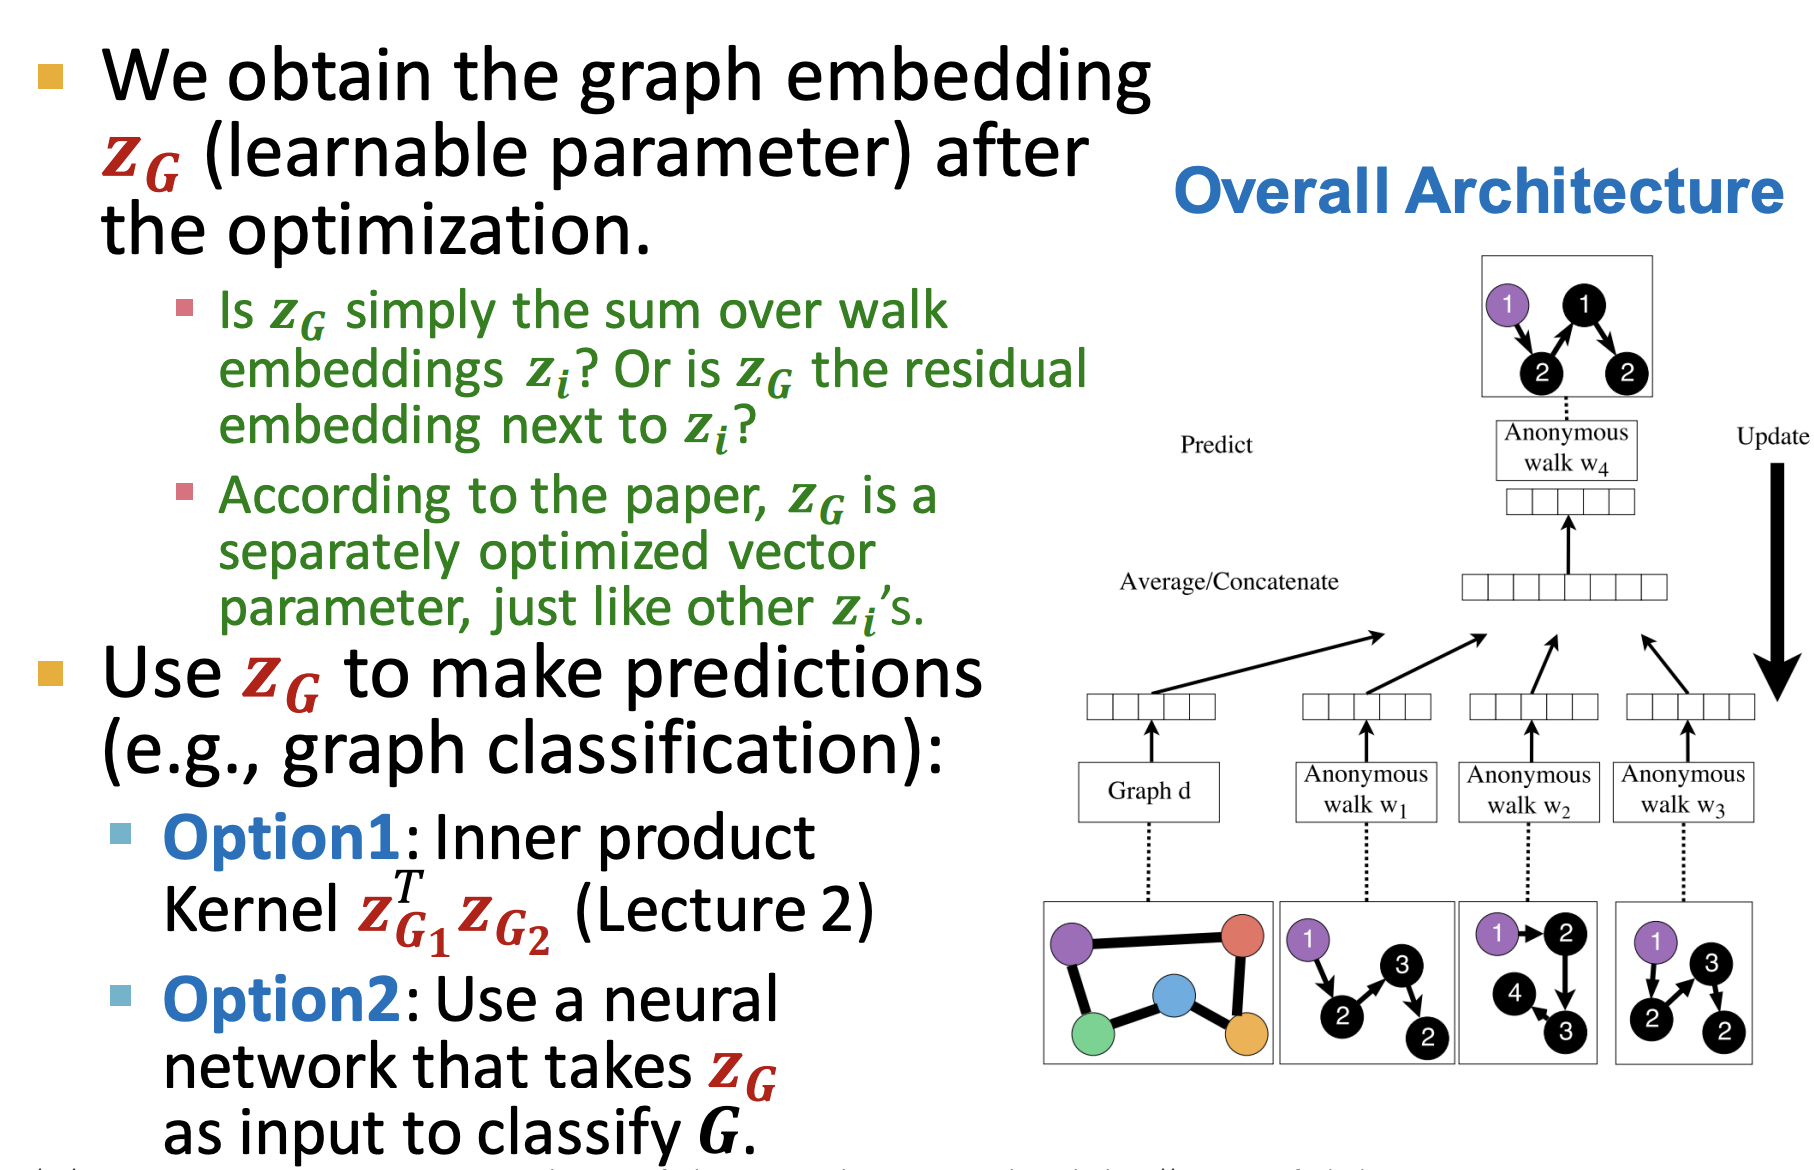 We obtain the graph embedding
z_G (learnable parameter) after
the optimization.
Is z_G simply the sum over walk
embeddings z_i? Or is z_G the residual
embedding next to z_i?
According to the paper, z_G is a
separately optimized vector
parameter, just like other z_i's.
Use z_G to make predictions
(e.g., graph classification):
Option1: Inner product
Kernel z_{G_1}^T z_{G_2} (Lecture 2)
Option2: Use a neural
network that takes z_G
as input to classify G.
Overall Architecture
1 1
2 2
Predict
Anonymous
walk w_4
Update
Average/Concatenate
Graph d
Anonymous
walk w_1
Anonymous
walk w_2
Anonymous
walk w_3
1 3
2 2
1 2
4 3
1 3
2 2